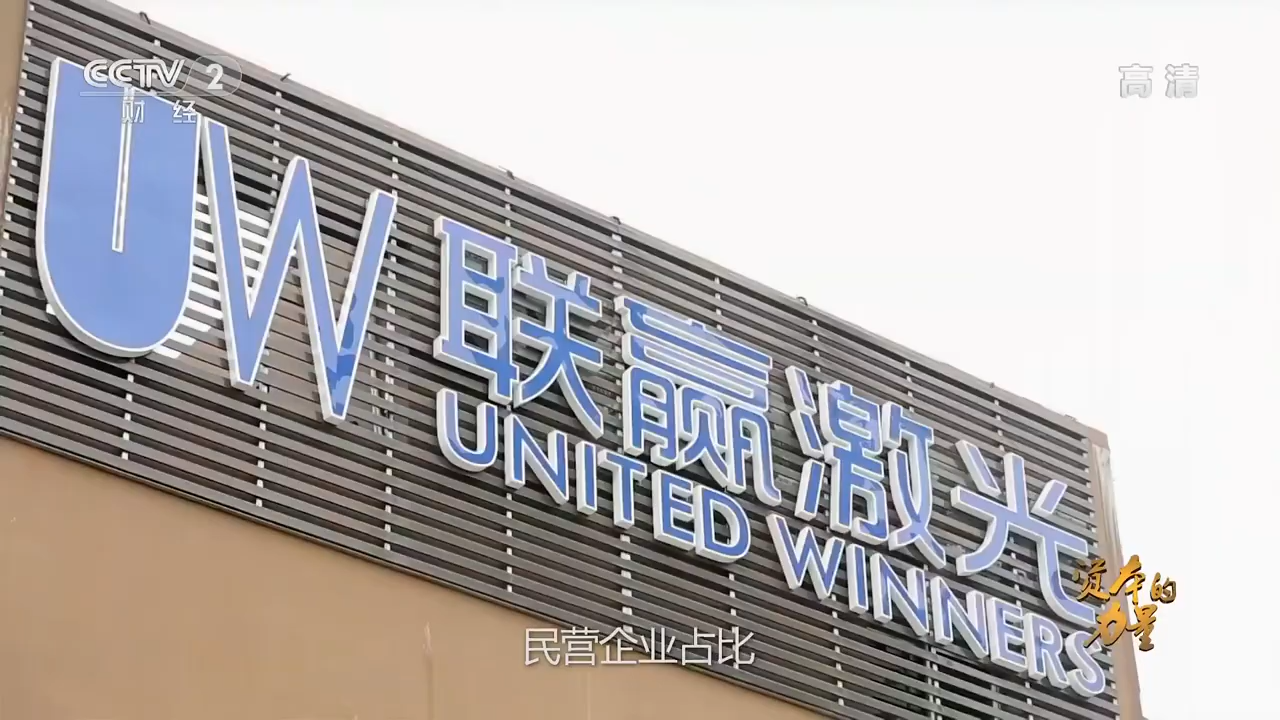 CCTV 2
财经
高清
UW
联赢激光
UNITED WINNERS
资本的
力量
民营企业占比